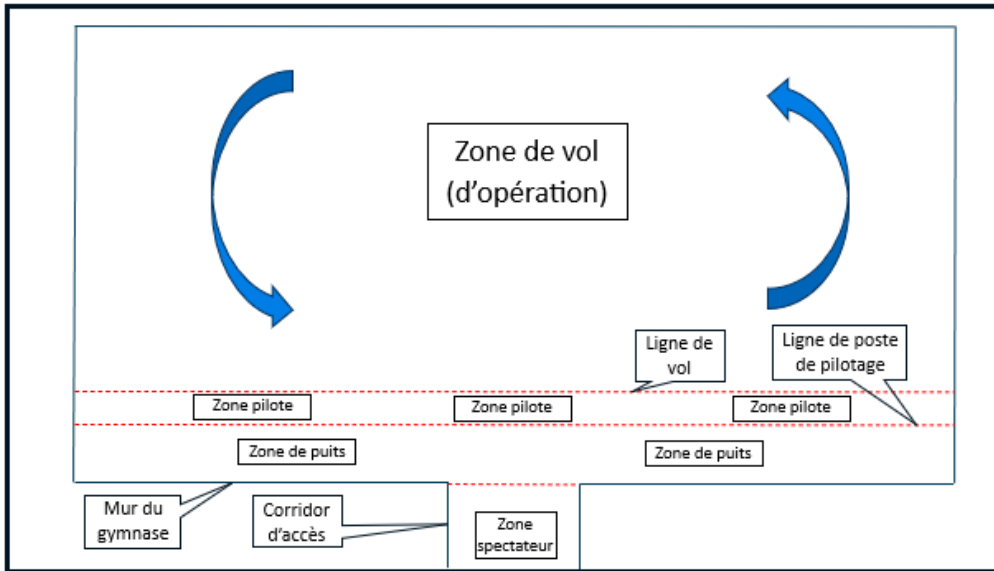 Zone de vol
(d'opération)
Ligne de
vol
Ligne de poste
de pilotage
Zone pilote
Zone pilote
Zone pilote
Zone de puits
Zone de puits
Mur du
gymnase
Corridor
d'accès
Zone
spectateur